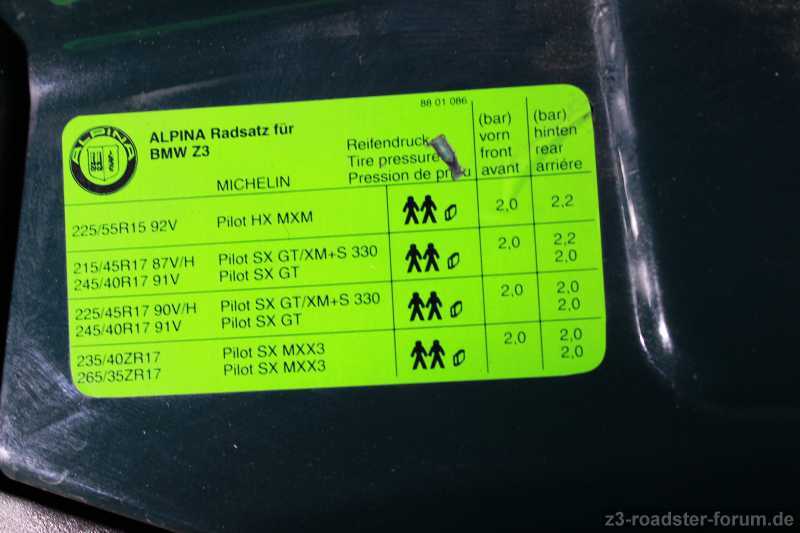 88 01 086
ALPINA
ALPINA Radsatz für
BMW Z3
MICHELIN
Reifendruck
Tire pressure
Pression de
(bar)
vorn
front
avant
(bar)
hinten
rear
arriére
225/55R15 92V Pilot HX MXM 2,0 2,2
215/45R17 87V/H Pilot SX GT/XM+S 330 2,0 2,2
245/40R17 91V Pilot SX GT 2,0
225/45R17 90V/H Pilot SX GT/XM+S 330 2,0 2,0
245/40R17 91V Pilot SX GT 2,0
235/40ZR17 Pilot SX MXX3 2,0 2,0
265/35ZR17 Pilot SX MXX3 2,0
z3-roadster-forum.de